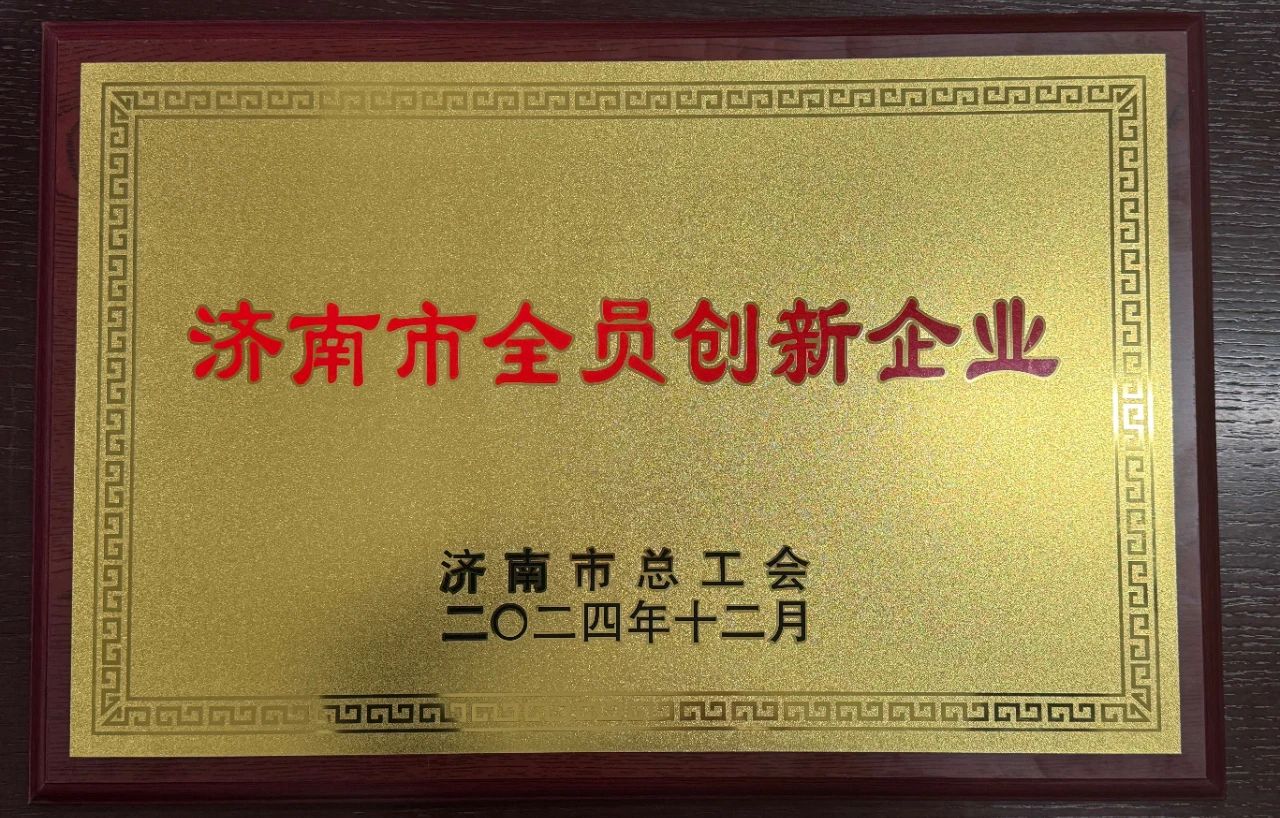 济南市全员创新企业
济南市总工会
二〇二四年十二月